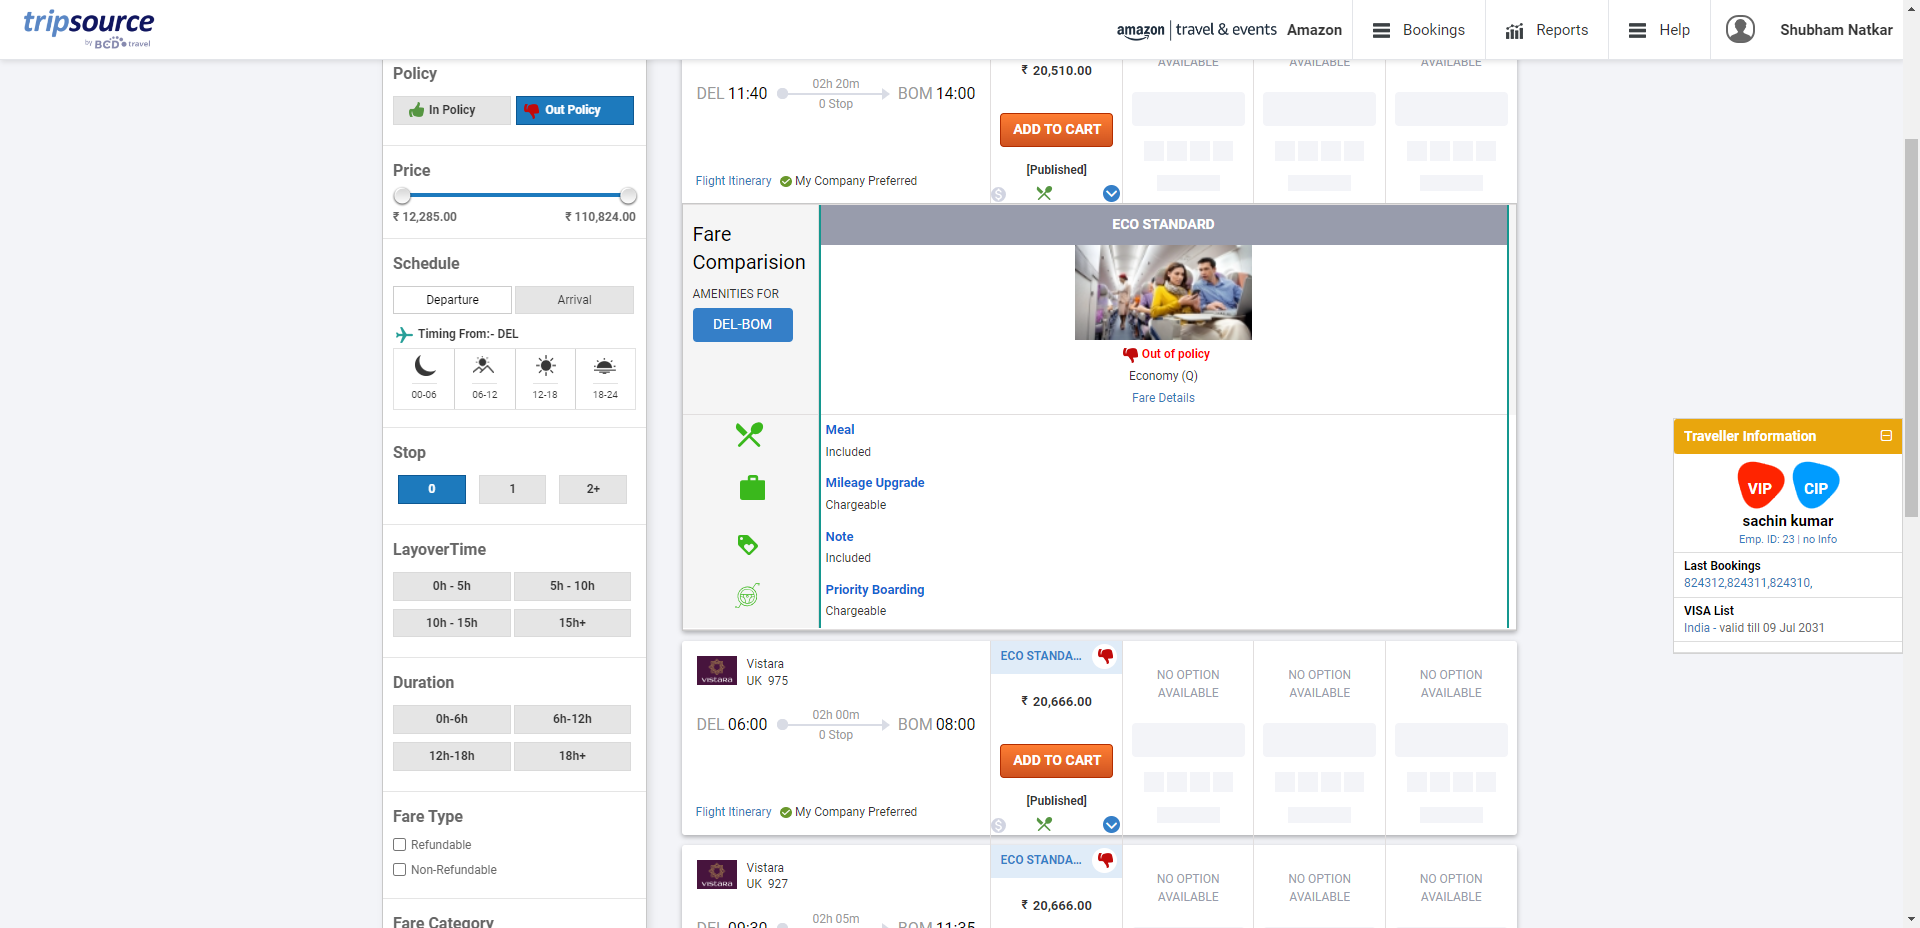 tripsource
by BCD travel
amazon | travel & events Amazon
Bookings
Reports
Help
Shubham Natkar
Policy
In Policy
Out Policy
Price
₹ 12,285.00
₹ 110,824.00
Schedule
Departure
Arrival
Timing From:- DEL
00-06
06-12
12-18
18-24
Stop
0
1
2+
LayoverTime
0h - 5h
5h - 10h
10h - 15h
15h+
Duration
0h-6h
6h-12h
12h-18h
18h+
Fare Type
Refundable
Non-Refundable
Fare Category
DEL 11:40
02h 20m
0 Stop
BOM 14:00
Flight Itinerary
My Company Preferred
₹ 20,510.00
ADD TO CART
[Published]
AVAILABLE
AVAILABLE
AVAILABLE
Fare
Comparision
AMENITIES FOR
DEL-BOM
ECO STANDARD
Out of policy
Economy (Q)
Fare Details
Meal
Included
Mileage Upgrade
Chargeable
Note
Included
Priority Boarding
Chargeable
VISTARA
Vistara
UK 975
DEL 06:00
02h 00m
0 Stop
BOM 08:00
Flight Itinerary
My Company Preferred
ECO STANDA...
₹ 20,666.00
ADD TO CART
[Published]
NO OPTION
AVAILABLE
NO OPTION
AVAILABLE
NO OPTION
AVAILABLE
VISTARA
Vistara
UK 927
DEL 09:30
02h 05m
BOM 11:35
ECO STANDA...
₹ 20,666.00
NO OPTION
AVAILABLE
NO OPTION
AVAILABLE
NO OPTION
AVAILABLE
Traveller Information
VIP
CIP
sachin kumar
Emp. ID: 23 | no Info
Last Bookings
824312,824311,824310,
VISA List
India - valid till 09 Jul 2031